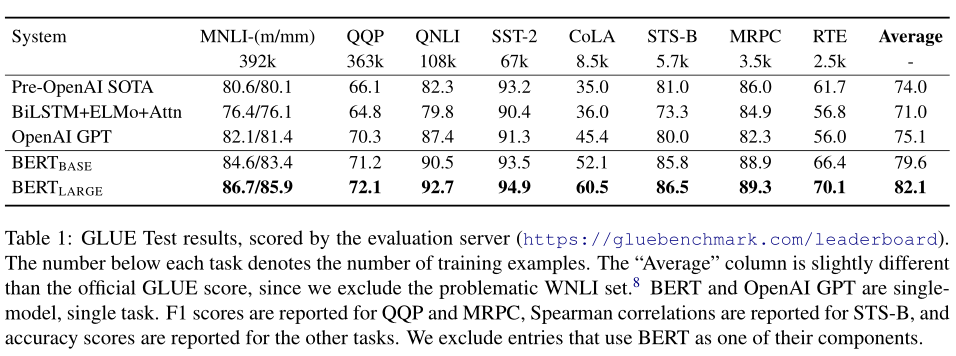 System MNLI-(m/mm) QQP QNLI SST-2 CoLA STS-B MRPC RTE Average
392k 363k 108k 67k 8.5k 5.7k 3.5k 2.5k -
Pre-OpenAI SOTA 80.6/80.1 66.1 82.3 93.2 35.0 81.0 86.0 61.7 74.0
BiLSTM+ELMo+Attn 76.4/76.1 64.8 79.8 90.4 36.0 73.3 84.9 56.8 71.0
OpenAI GPT 82.1/81.4 70.3 87.4 91.3 45.4 80.0 82.3 56.0 75.1
BERTBASE 84.6/83.4 71.2 90.5 93.5 52.1 85.8 88.9 66.4 79.6
BERTLARGE 86.7/85.9 72.1 92.7 94.9 60.5 86.5 89.3 70.1 82.1
Table 1: GLUE Test results, scored by the evaluation server (https://gluebenchmark.com/leaderboard).
The number below each task denotes the number of training examples. The “Average” column is slightly different
than the official GLUE score, since we exclude the problematic WNLI set.8 BERT and OpenAI GPT are single-
model, single task. F1 scores are reported for QQP and MRPC, Spearman correlations are reported for STS-B, and
accuracy scores are reported for the other tasks. We exclude entries that use BERT as one of their components.